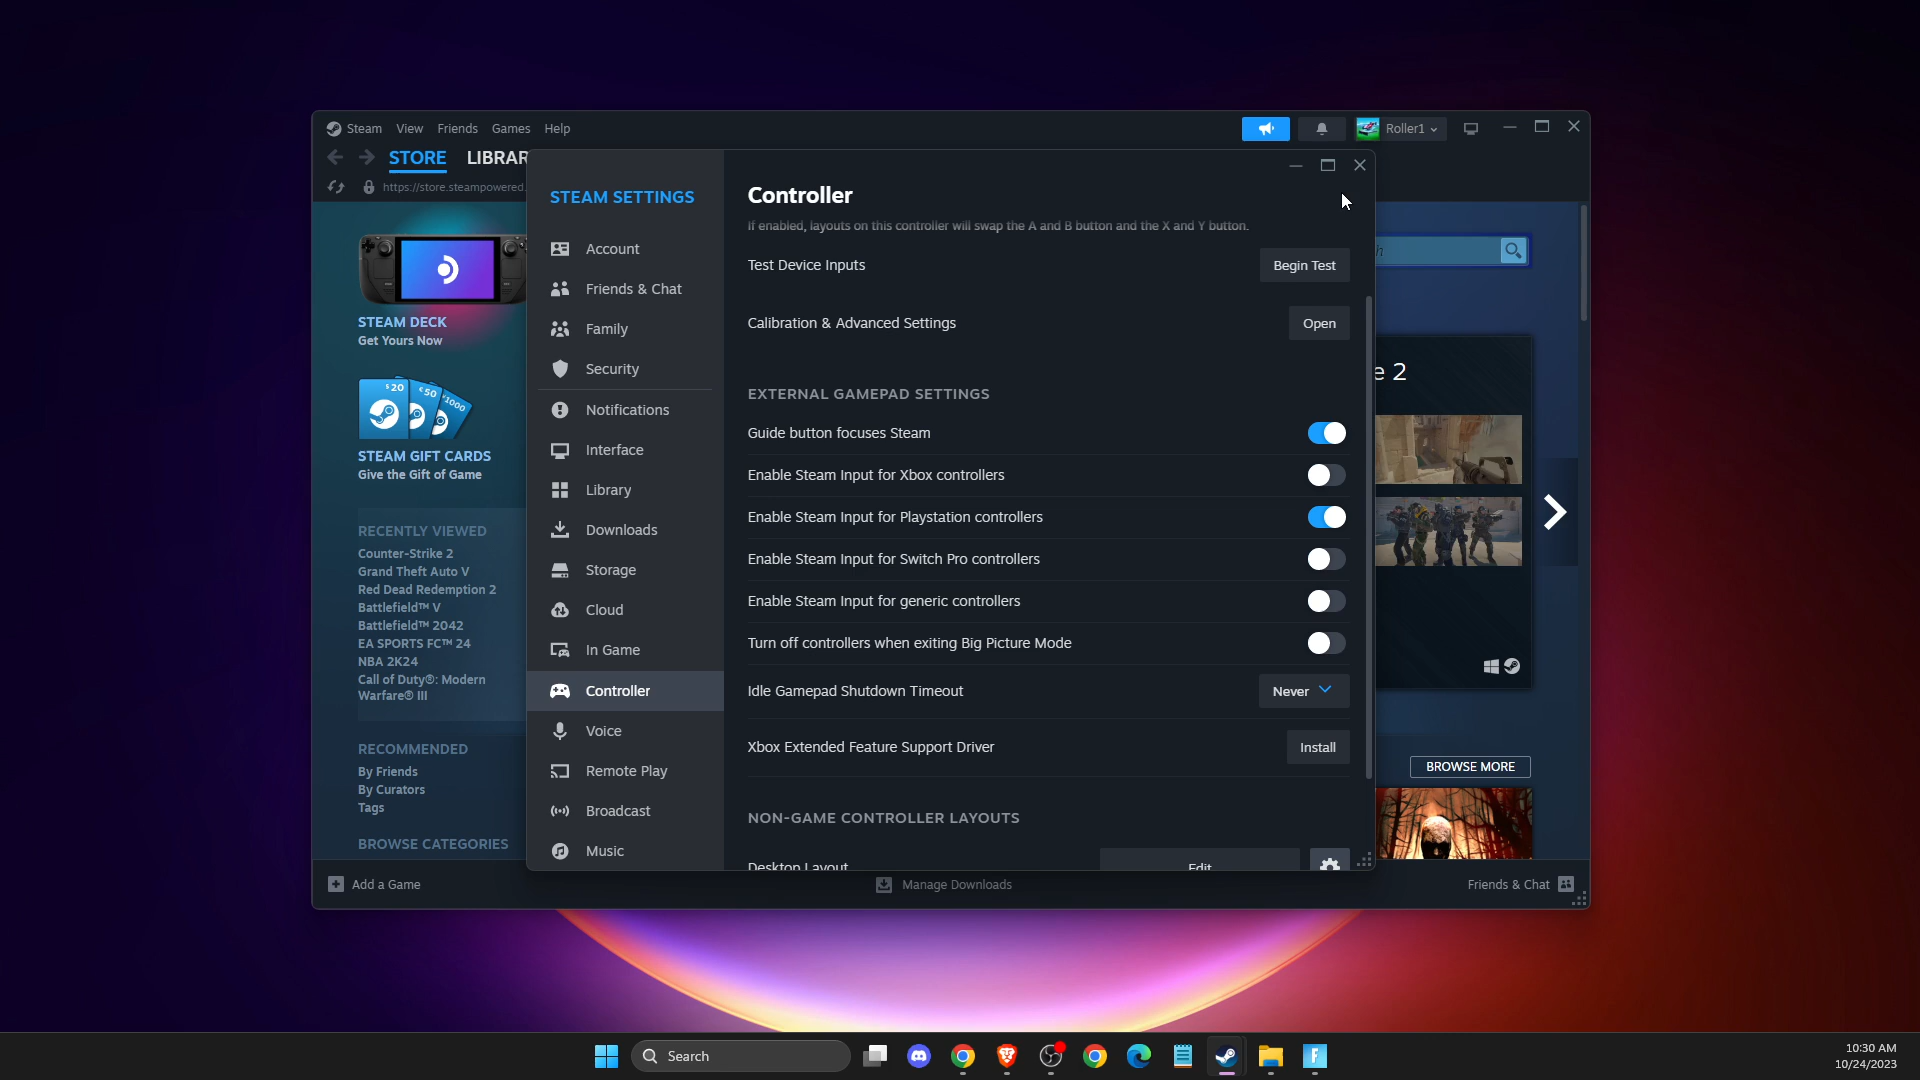 Steam View Friends Games Help
Roller1
STORE LIBRAR
https://store.steampowered.
STEAM SETTINGS
Account
Friends & Chat
Family
Security
Notifications
Interface
Library
Downloads
Storage
Cloud
In Game
Controller
Voice
Remote Play
Broadcast
Music
Controller
If enabled, layouts on this controller will swap the A and B button and the X and Y button.
Test Device Inputs
Begin Test
Calibration & Advanced Settings
Open
EXTERNAL GAMEPAD SETTINGS
Guide button focuses Steam
Enable Steam Input for Xbox controllers
Enable Steam Input for Playstation controllers
Enable Steam Input for Switch Pro controllers
Enable Steam Input for generic controllers
Turn off controllers when exiting Big Picture Mode
Idle Gamepad Shutdown Timeout
Never
Xbox Extended Feature Support Driver
Install
NON-GAME CONTROLLER LAYOUTS
Desktop Layout
Edit
STEAM DECK
Get Yours Now
$20
€50
¥1000
STEAM GIFT CARDS
Give the Gift of Game
RECENTLY VIEWED
Counter-Strike 2
Grand Theft Auto V
Red Dead Redemption 2
Battlefield™ V
Battlefield™ 2042
EA SPORTS FC™ 24
NBA 2K24
Call of Duty®: Modern
Warfare® III
RECOMMENDED
By Friends
By Curators
Tags
BROWSE CATEGORIES
h
e 2
BROWSE MORE
Add a Game
Manage Downloads
Friends & Chat
Search
10:30 AM
10/24/2023